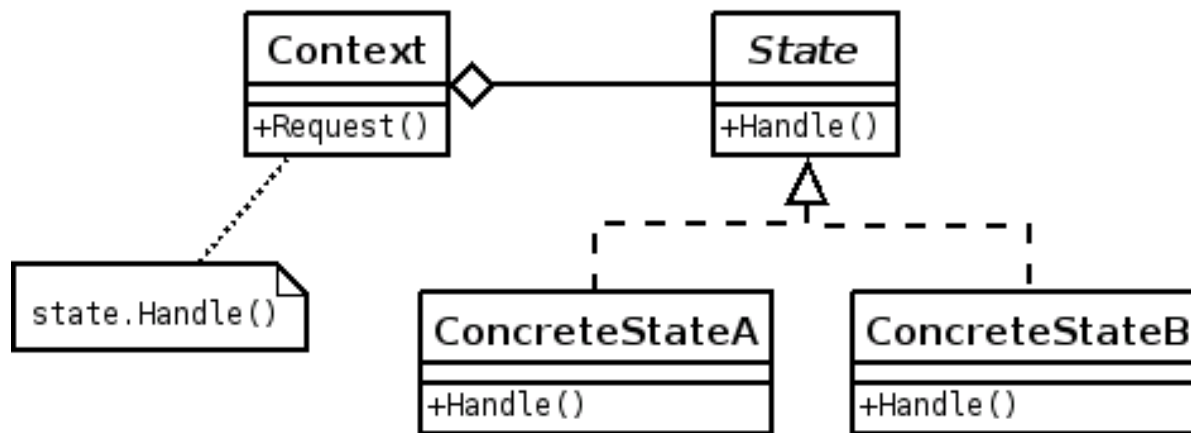 Context
State
+Request()
+Handle()
state.Handle()
ConcreteStateA
ConcreteStateB
+Handle()
+Handle()